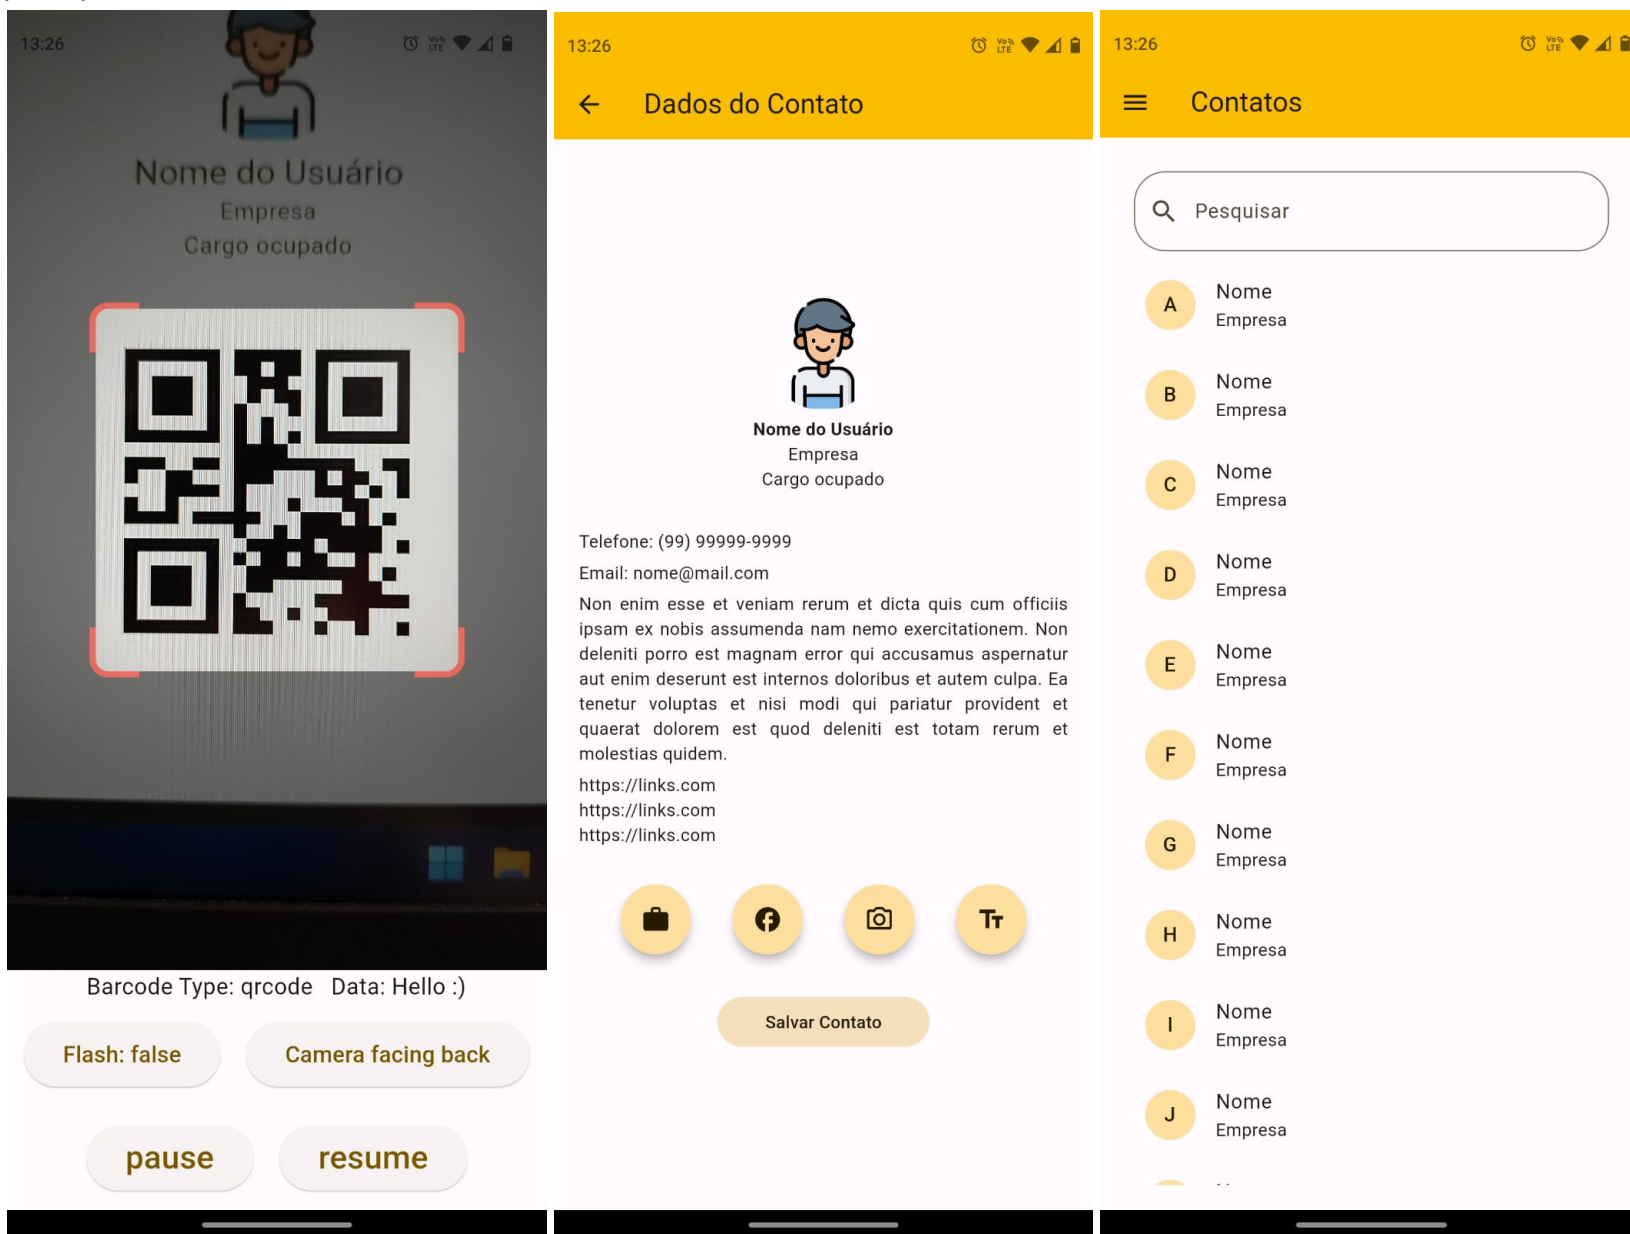 13:26
Nome do Usuário
Empresa
Cargo ocupado
Barcode Type: qrcode   Data: Hello :)
Flash: false
Camera facing back
pause
resume
13:26
Dados do Contato
Nome do Usuário
Empresa
Cargo ocupado
Telefone: (99) 99999-9999
Email: nome@mail.com
Non enim esse et veniam rerum et dicta quis cum officiis
ipsam ex nobis assumenda nam nemo exercitationem. Non
deleniti porro est magnam error qui accusamus aspernatur
aut enim deserunt est internos doloribus et autem culpa. Ea
tenetur voluptas et nisi modi qui pariatur provident et
quaerat dolorem est quod deleniti est totam rerum et
molestias quidem.
https://links.com
https://links.com
https://links.com
Tт
Salvar Contato
13:26
Contatos
Pesquisar
A
Nome
Empresa
B
Nome
Empresa
C
Nome
Empresa
D
Nome
Empresa
E
Nome
Empresa
F
Nome
Empresa
G
Nome
Empresa
H
Nome
Empresa
I
Nome
Empresa
J
Nome
Empresa